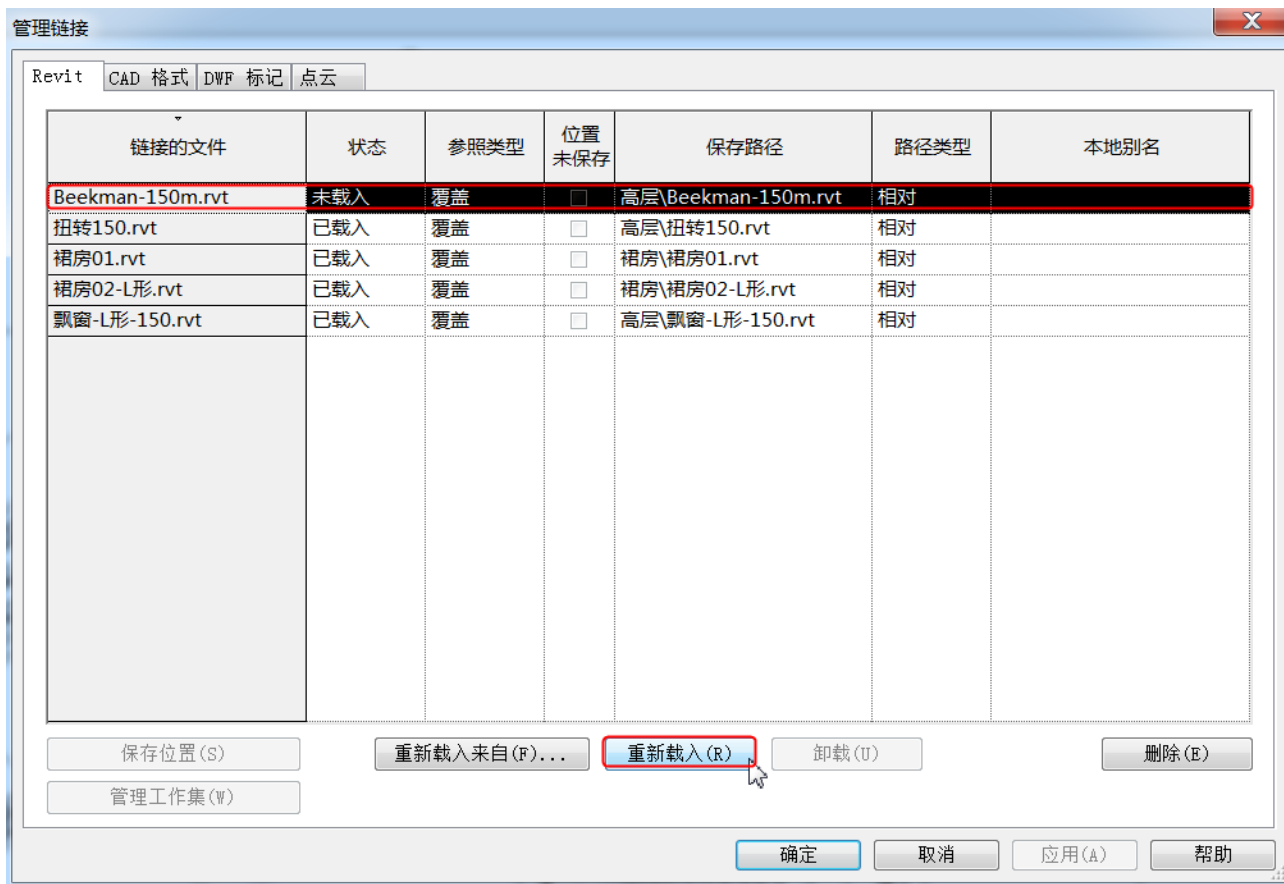 管理链接
Revit CAD 格式 DWF 标记 点云
链接的文件 状态 参照类型 位置未保存 保存路径 路径类型 本地别名
Beekman-150m.rvt 未载入 覆盖 高层\Beekman-150m.rvt 相对
扭转150.rvt 已载入 覆盖 高层\扭转150.rvt 相对
裙房01.rvt 已载入 覆盖 裙房\裙房01.rvt 相对
裙房02-L形.rvt 已载入 覆盖 裙房\裙房02-L形.rvt 相对
飘窗-L形-150.rvt 已载入 覆盖 高层\飘窗-L形-150.rvt 相对
保存位置(S) 重新载入来自(F)... 重新载入(R) 卸载(U) 删除(E)
管理工作集(W)
确定 取消 应用(A) 帮助